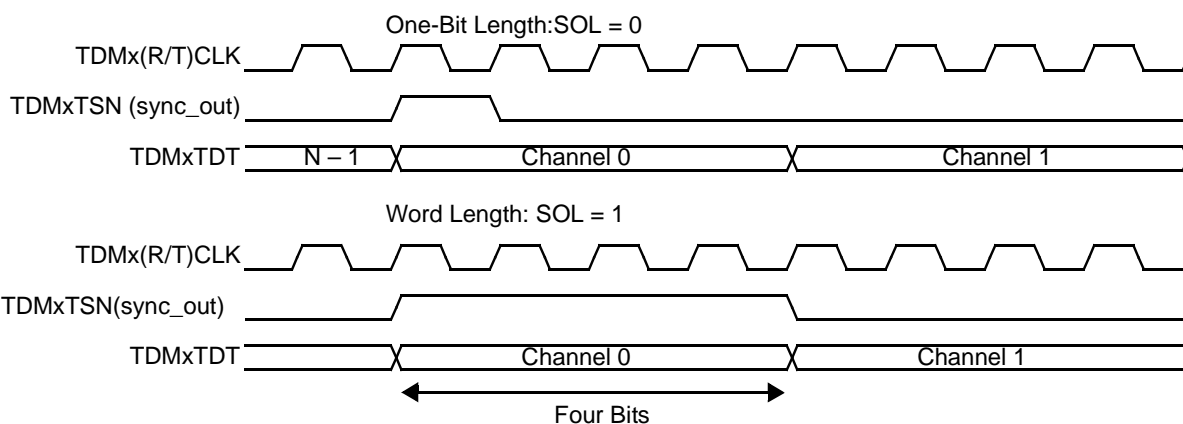 One-Bit Length:SOL = 0
TDMx(R/T)CLK
TDMxTSN (sync_out)
TDMxTDT N – 1 Channel 0 Channel 1
Word Length: SOL = 1
TDMx(R/T)CLK
TDMxTSN(sync_out)
TDMxTDT Channel 0 Channel 1
Four Bits